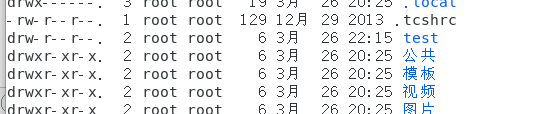 drwx------. 3 root root 19 3月 26 20:25 .local
-rw-r--r--. 1 root root 129 12月 29 2013 .tcshrc
drw-r--r--. 2 root root 6 3月 26 22:15 test
drwxr-xr-x. 2 root root 6 3月 26 20:25 公共
drwxr-xr-x. 2 root root 6 3月 26 20:25 模板
drwxr-xr-x. 2 root root 6 3月 26 20:25 视频
drwxr-xr-x. 2 root root 6 3月 26 20:25 图片